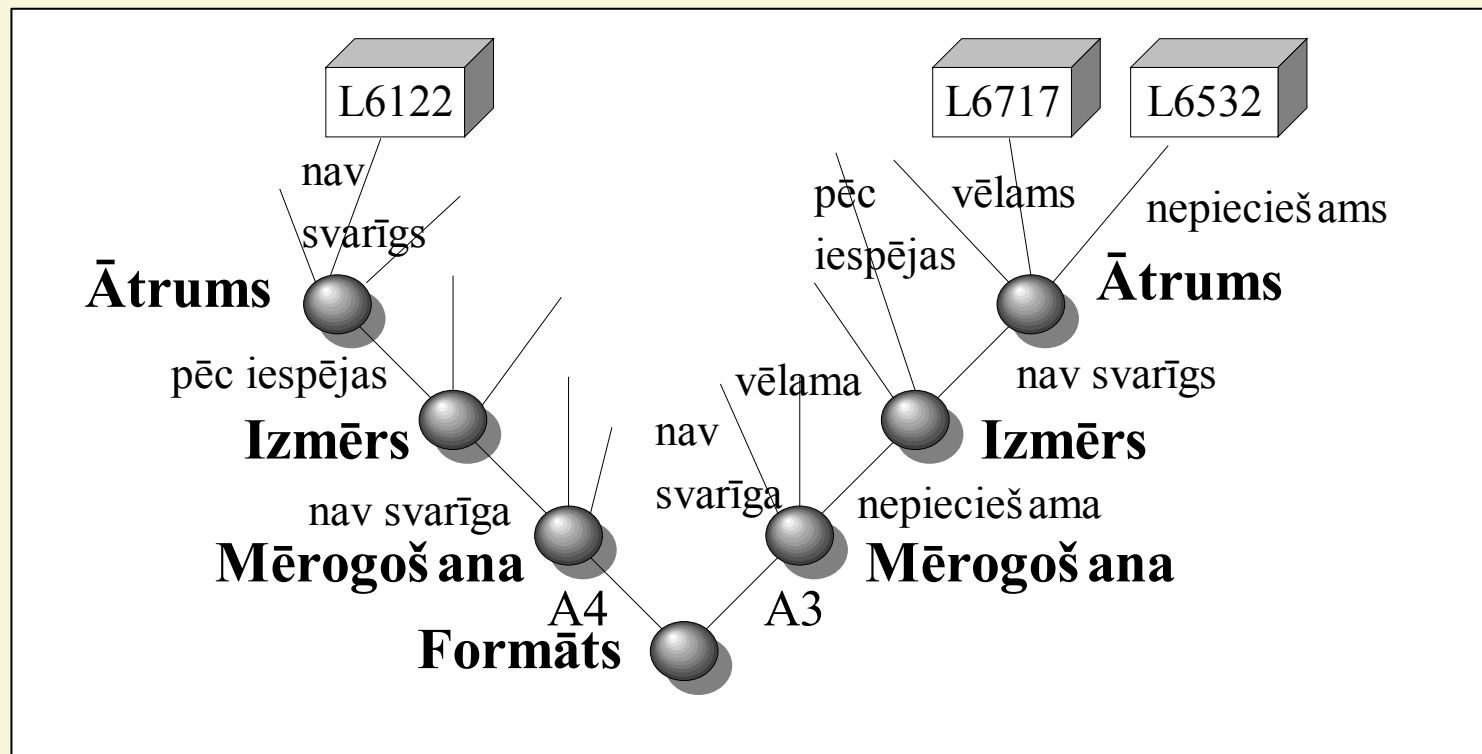 L6122
L6717
L6532
nav
svarīgs
pēc
iespējas
vēlams
nepieciešams
Ātrums
Ātrums
pēc iespējas
vēlama
nav svarīgs
Izmērs
nav
svarīga
Izmērs
nav svarīga
nepieciešama
Mērogošana
Mērogošana
A4
A3
Formāts